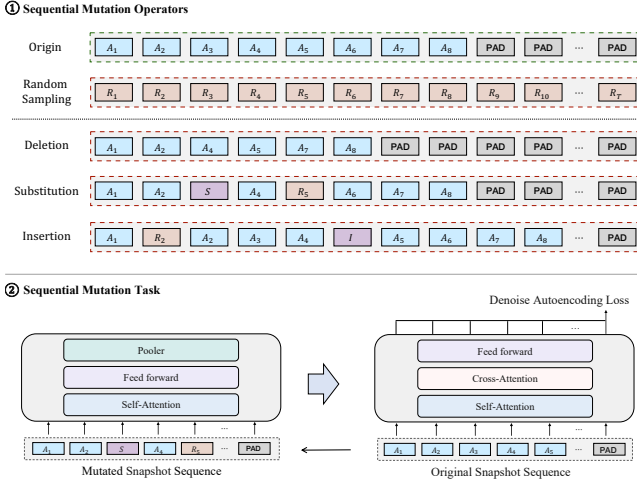 ① Sequential Mutation Operators
Origin A₁ A₂ A₃ A₄ A₅ A₆ A₇ A₈ PAD PAD ... PAD
Random
Sampling
R₁ R₂ R₃ R₄ R₅ R₆ R₇ R₈ R₉ R₁₀ ... R_T
Deletion A₁ A₂ A₄ A₅ A₇ A₈ PAD PAD PAD PAD ... PAD
Substitution A₁ A₂ S A₄ R₅ A₆ A₇ A₈ PAD PAD ... PAD
Insertion A₁ R₂ A₂ A₃ A₄ I A₅ A₆ A₇ A₈ ... PAD
② Sequential Mutation Task
Denoise Autoencoding Loss
...
Pooler
Feed forward
Self-Attention
...
A₁ A₂ S A₄ R₅ ... PAD
Mutated Snapshot Sequence
Feed forward
Cross-Attention
Self-Attention
...
A₁ A₂ A₃ A₄ A₅ ... PAD
Original Snapshot Sequence